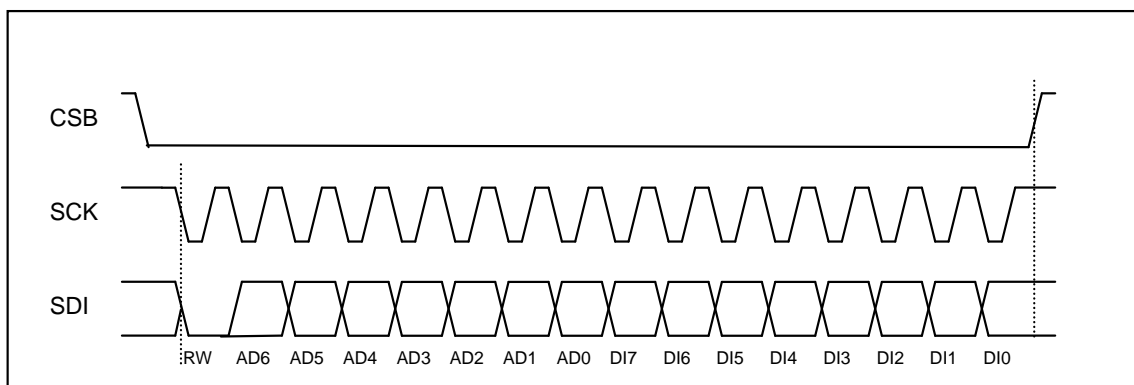 CSB
SCK
SDI
RW AD6 AD5 AD4 AD3 AD2 AD1 AD0 DI7 DI6 DI5 DI4 DI3 DI2 DI1 DI0